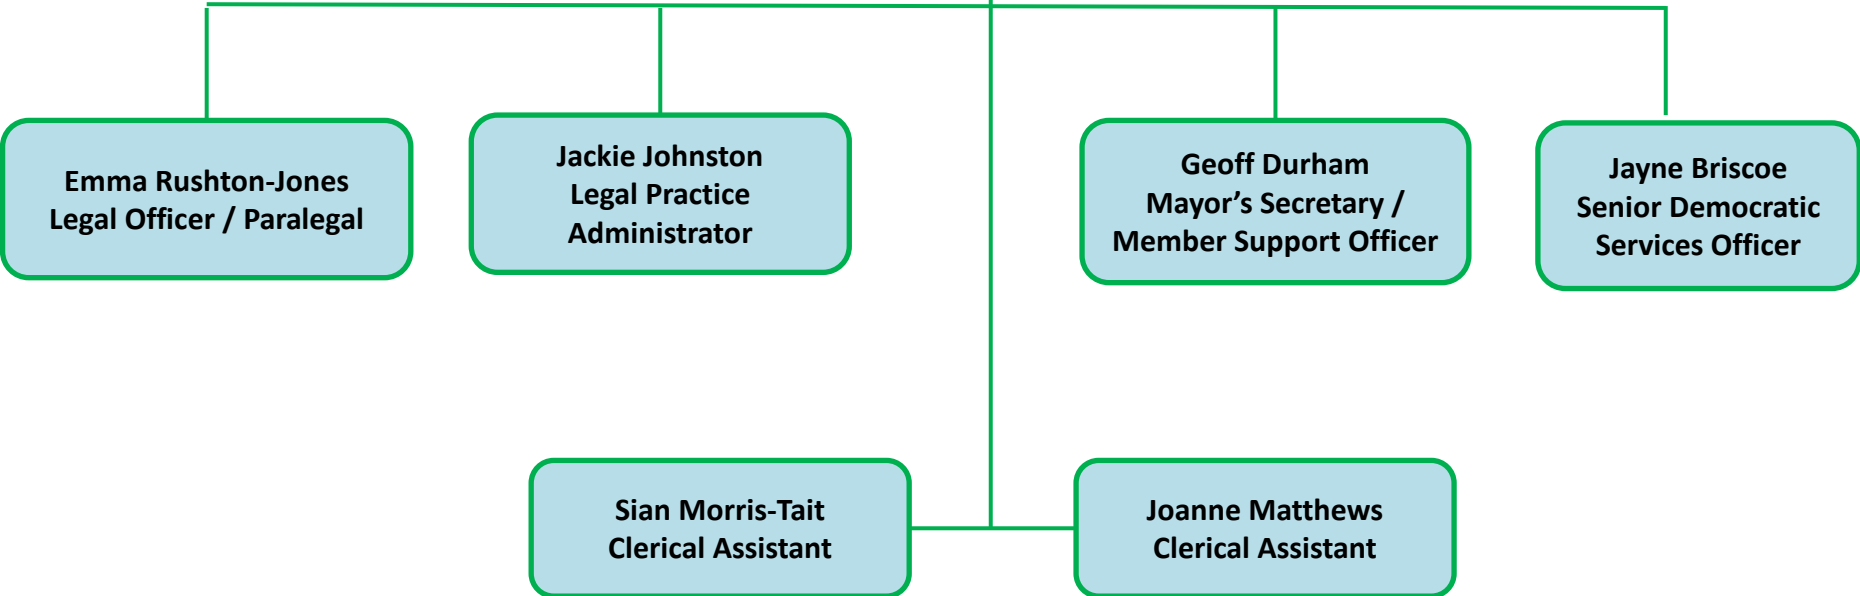 Emma Rushton-Jones
Legal Officer / Paralegal
Jackie Johnston
Legal Practice
Administrator
Geoff Durham
Mayor’s Secretary /
Member Support Officer
Jayne Briscoe
Senior Democratic
Services Officer
Sian Morris-Tait
Clerical Assistant
Joanne Matthews
Clerical Assistant